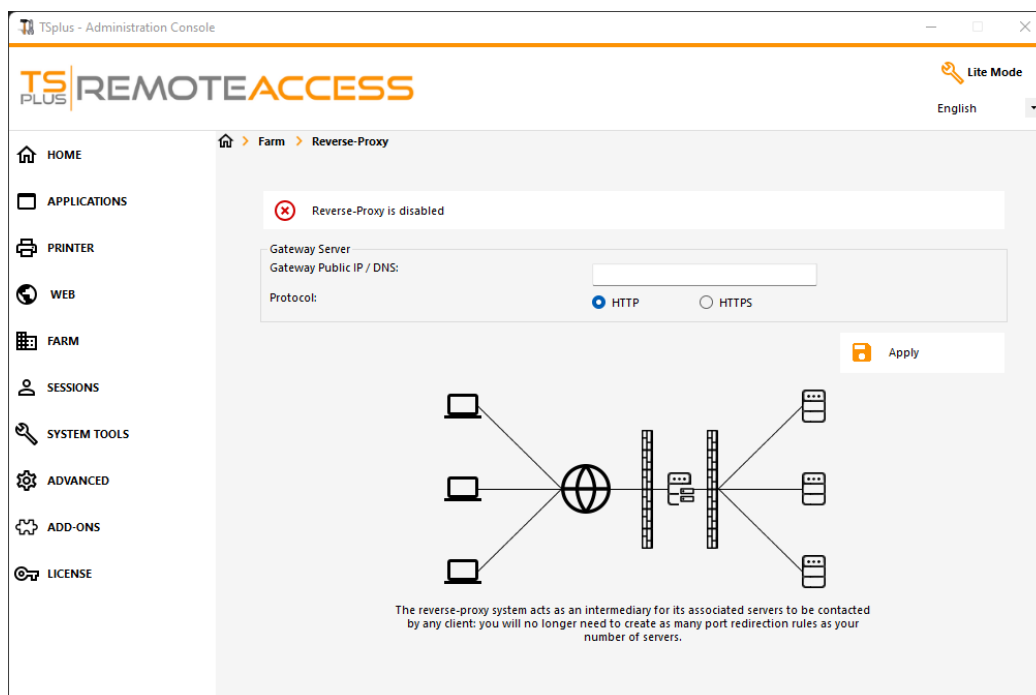 TSplus - Administration Console
TS PLUS REMOTEACCESS
Lite Mode
English
Farm > Reverse-Proxy
HOME
APPLICATIONS
PRINTER
WEB
FARM
SESSIONS
SYSTEM TOOLS
ADVANCED
ADD-ONS
LICENSE
Reverse-Proxy is disabled
Gateway Server
Gateway Public IP / DNS:
Protocol:
HTTP
HTTPS
Apply
The reverse-proxy system acts as an intermediary for its associated servers to be contacted
by any client: you will no longer need to create as many port redirection rules as your
number of servers.